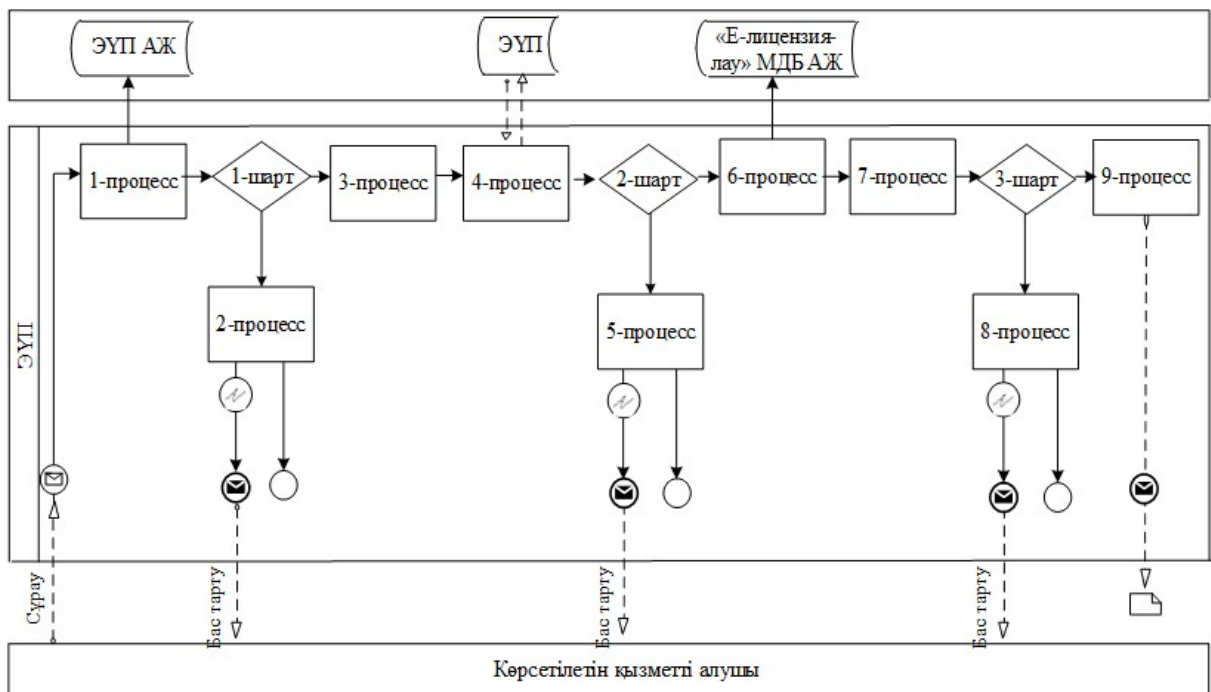 ЭҮП АЖ
ЭҮП
«Е-лицензия-
лау» МДБ АЖ
ЭҮП
1-процесс
1-шарт
3-процесс
4-процесс
2-шарт
6-процесс
7-процесс
3-шарт
9-процесс
2-процесс
5-процесс
8-процесс
Сұрау
Бас тарту
Бас тарту
Бас тарту
Көрсетілетін қызметті алушы